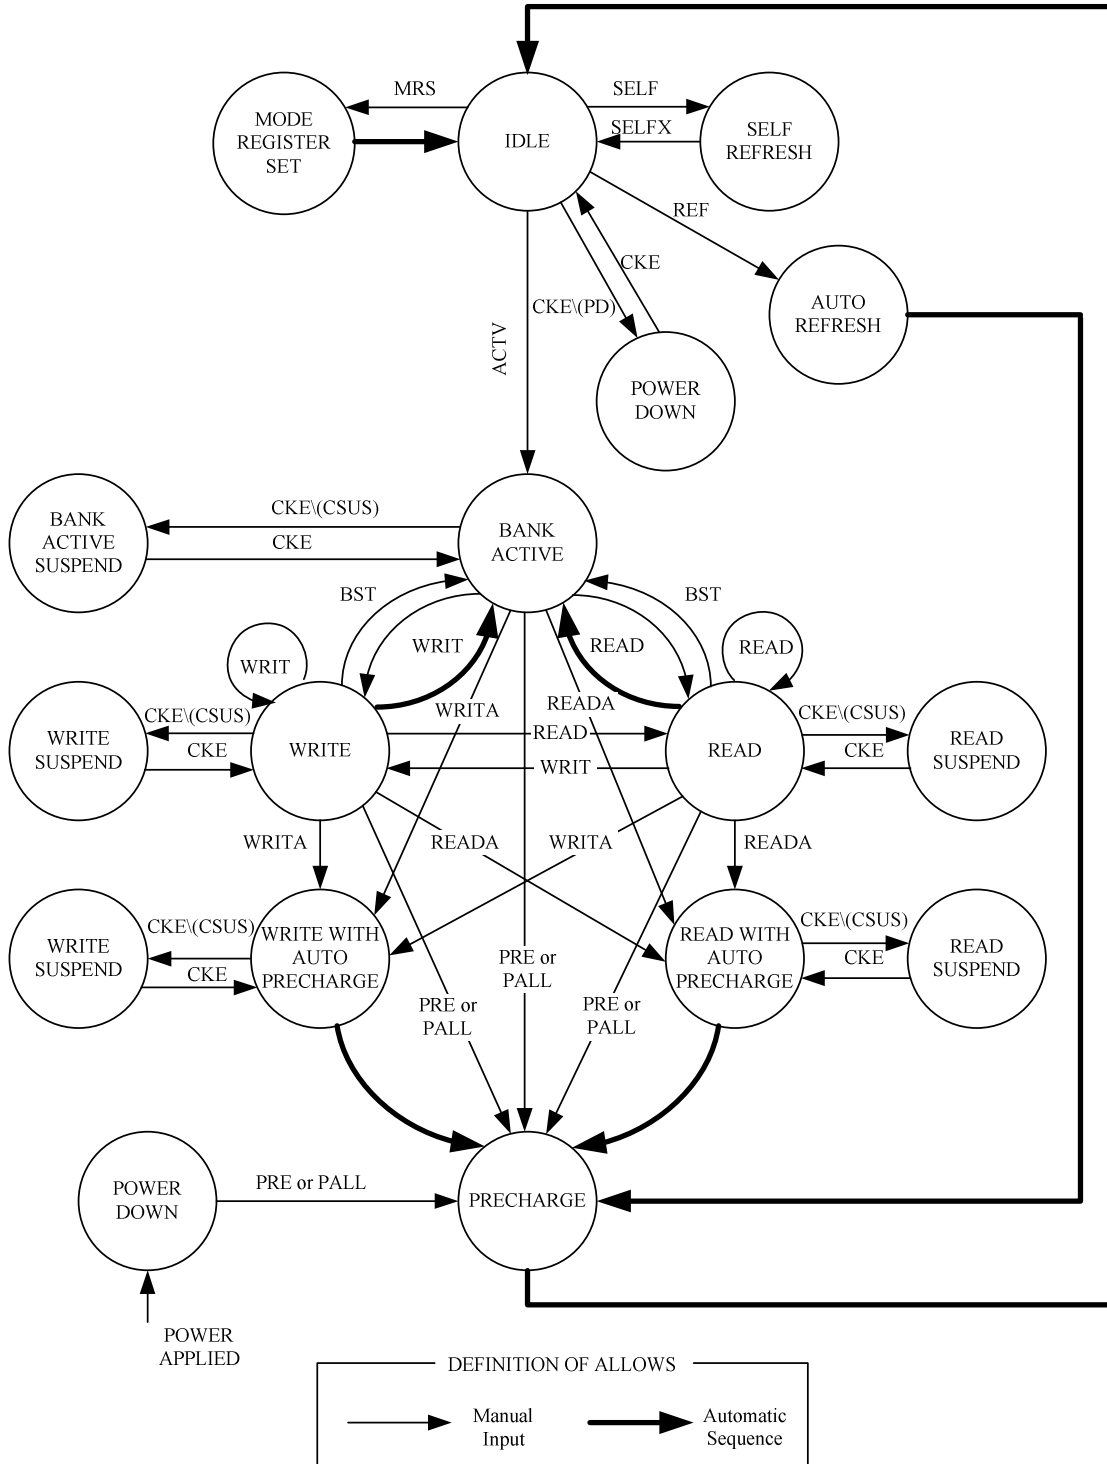 MRS
SELF
MODE
REGISTER
SET
IDLE
SELFX
SELF
REFRESH
REF
CKE
CKE\(PD)
AUTO
REFRESH
ACTV
POWER
DOWN
BANK
ACTIVE
SUSPEND
CKE\(CSUS)
CKE
BANK
ACTIVE
BST
BST
WRIT
WRIT
READ
READ
WRITA
READA
CKE\(CSUS)
WRITE
SUSPEND
CKE
WRITE
READ
WRIT
READ
CKE\(CSUS)
CKE
READ
SUSPEND
WRITA
READA
WRITA
READA
WRITE
SUSPEND
CKE\(CSUS)
CKE
WRITE WITH
AUTO
PRECHARGE
PRE or
PALL
READ WITH
AUTO
PRECHARGE
CKE\(CSUS)
CKE
READ
SUSPEND
PRE or
PALL
PRE or
PALL
POWER
DOWN
PRE or PALL
PRECHARGE
POWER
APPLIED
DEFINITION OF ALLOWS
Manual
Input
Automatic
Sequence